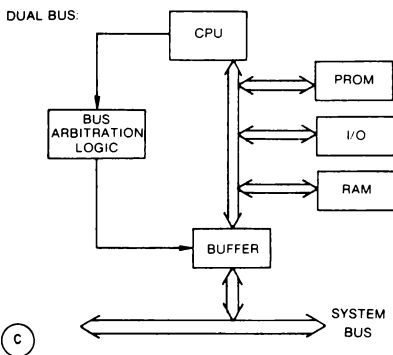 DUAL BUS:
CPU
PROM
BUS
ARBITRATION
LOGIC
I/O
RAM
BUFFER
SYSTEM
BUS
C